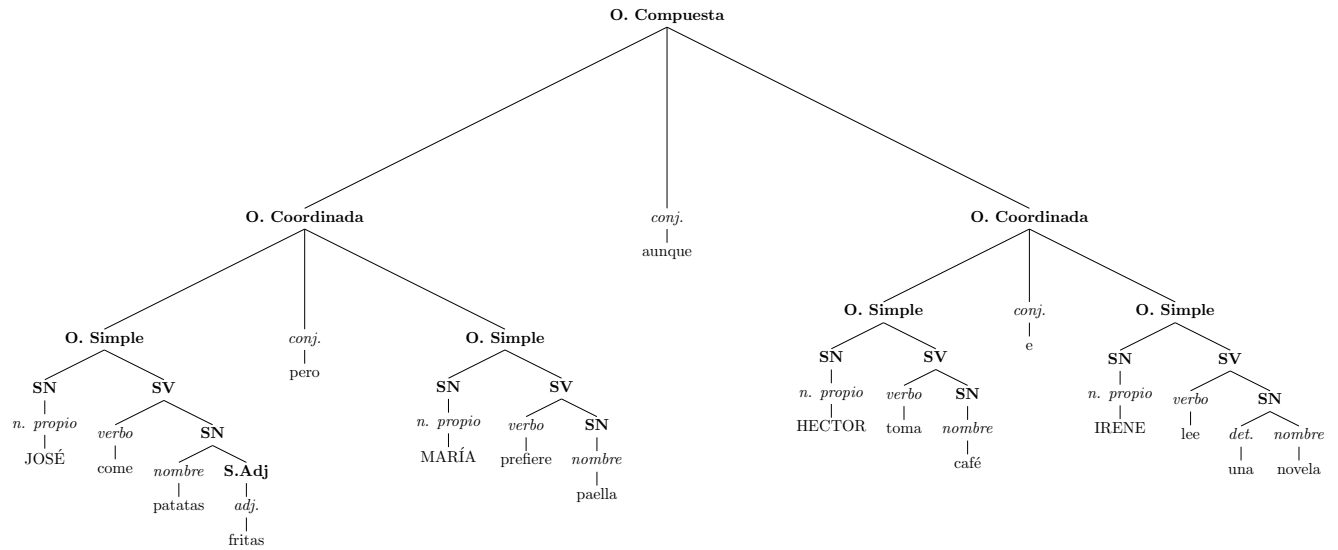 O. Compuesta
O. Coordinada
conj.
O. Coordinada
aunque
O. Simple
conj.
O. Simple
O. Simple
conj.
O. Simple
pero
e
SN
SV
SN
SV
SN
SV
SN
SV
n. propio
verbo
SN
n. propio
verbo
SN
n. propio
verbo
SN
n. propio
verbo
SN
JOSÉ
come
nombre
S.Adj
MARÍA
prefiere
nombre
HECTOR
toma
nombre
IRENE
lee
det.
nombre
patatas
adj.
paella
café
una
novela
fritas